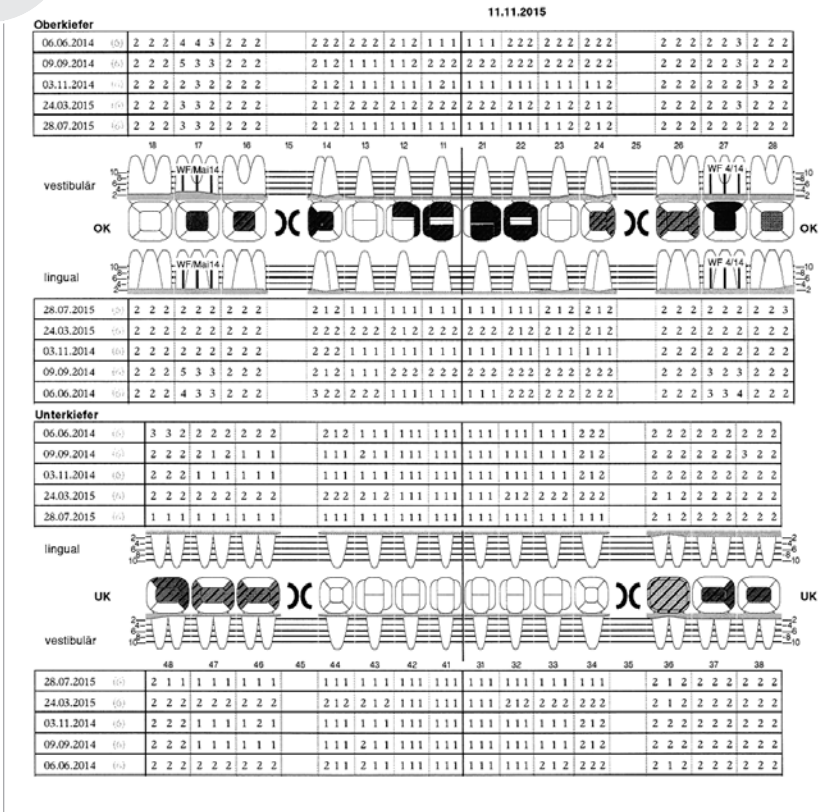 11.11.2015
Oberkiefer
06.06.2014 (6) 2 2 2 4 4 3 2 2 2 2 2 2 2 2 2 2 1 2 1 1 1 1 1 1 2 2 2 2 2 2 2 2 2 2 2 2 2 2 3 2 2 2
09.09.2014 (6) 2 2 2 5 3 3 2 2 2 2 1 2 1 1 1 1 1 2 2 2 2 2 2 2 2 2 2 2 2 2 2 2 2 2 2 2 2 2 3 2 2 2
03.11.2014 (6) 2 2 2 2 3 2 2 2 2 2 1 2 1 1 1 1 1 1 1 2 1 1 1 1 1 1 1 1 1 1 1 1 2 2 2 2 2 2 2 3 2 2
24.03.2015 (6) 2 2 2 3 3 2 2 2 2 2 1 2 2 2 2 2 1 2 2 2 2 2 2 2 2 1 2 2 1 2 2 1 2 2 2 2 2 2 3 2 2 2
28.07.2015 (6) 2 2 2 3 3 2 2 2 2 2 1 2 1 1 1 1 1 1 1 1 1 1 1 1 1 1 1 1 1 2 2 1 2 2 2 2 2 2 2 2 2 2
18 17 16 15 14 13 12 11 21 22 23 24 25 26 27 28
WF/Mai14 WF 4/14
vestibulär
OK OK
WF/Mai14 WF 4/14
lingual
28.07.2015 (6) 2 2 2 2 2 2 2 2 2 2 1 2 1 1 1 1 1 1 1 1 1 1 1 1 1 1 1 2 1 2 2 1 2 2 2 2 2 2 2 2 2 3
24.03.2015 (6) 2 2 2 2 2 2 2 2 2 2 2 2 2 2 2 2 1 2 2 2 2 2 2 2 2 1 2 2 1 2 2 1 2 2 2 2 2 2 2 2 2 2
03.11.2014 (6) 2 2 2 2 2 2 2 2 2 2 2 2 1 1 1 1 1 1 1 1 1 1 1 1 1 1 1 1 1 1 1 1 1 2 2 2 2 2 2 2 2 2
09.09.2014 (6) 2 2 2 5 3 3 2 2 2 2 1 2 1 1 1 2 2 2 2 2 2 2 2 2 2 2 2 2 2 2 2 2 2 2 2 2 3 2 3 2 2 2
06.06.2014 (6) 2 2 2 4 3 3 2 2 2 3 2 2 2 2 2 1 1 1 1 1 1 1 1 1 2 2 2 2 2 2 2 2 2 2 2 2 3 3 4 2 2 2
Unterkiefer
06.06.2014 (6) 3 3 2 2 2 2 2 2 2 2 1 2 1 1 1 1 1 1 1 1 1 1 1 1 1 1 1 1 1 1 2 2 2 2 2 2 2 2 2 2 2 2
09.09.2014 (6) 2 2 2 2 1 2 1 1 1 1 1 1 2 1 1 1 1 1 1 1 1 1 1 1 1 1 1 1 1 1 2 1 2 2 2 2 2 2 2 3 2 2
03.11.2014 (6) 2 2 2 1 1 1 1 1 1 1 1 1 1 1 1 1 1 1 1 1 1 1 1 1 1 1 1 1 1 1 2 1 2 2 2 2 2 2 2 2 2 2
24.03.2015 (6) 2 2 2 2 2 2 2 2 2 2 2 2 2 1 2 1 1 1 1 1 1 1 1 1 2 1 2 2 2 2 2 2 2 2 1 2 2 2 2 2 2 2
28.07.2015 (6) 1 1 1 1 1 1 1 1 1 1 1 1 1 1 1 1 1 1 1 1 1 1 1 1 1 1 1 1 1 1 1 1 1 2 1 2 2 2 2 2 2 2
lingual
UK UK
vestibulär
48 47 46 45 44 43 42 41 31 32 33 34 35 36 37 38
28.07.2015 (6) 2 1 1 1 1 1 1 1 1 1 1 1 1 1 1 1 1 1 1 1 1 1 1 1 1 1 1 1 1 1 1 1 1 2 1 2 2 2 2 2 2 2
24.03.2015 (6) 2 2 2 2 2 2 2 2 2 2 1 2 2 1 2 1 1 1 1 1 1 1 1 1 2 1 2 2 2 2 2 2 2 2 1 2 2 2 2 2 2 2
03.11.2014 (6) 2 2 2 1 1 1 1 2 1 1 1 1 1 1 1 1 1 1 1 1 1 1 1 1 1 1 1 1 1 1 2 1 2 2 2 2 2 2 2 2 2 2
09.09.2014 (6) 2 2 2 1 1 1 1 1 1 1 1 1 2 1 1 1 1 1 1 1 1 1 1 1 1 1 1 1 1 1 2 1 2 2 2 2 2 2 2 2 2 2
06.06.2014 (6) 2 2 2 2 2 2 2 2 2 2 1 1 2 1 1 1 1 1 1 1 1 1 1 1 1 1 1 2 1 2 2 2 2 2 1 2 2 2 2 2 2 2